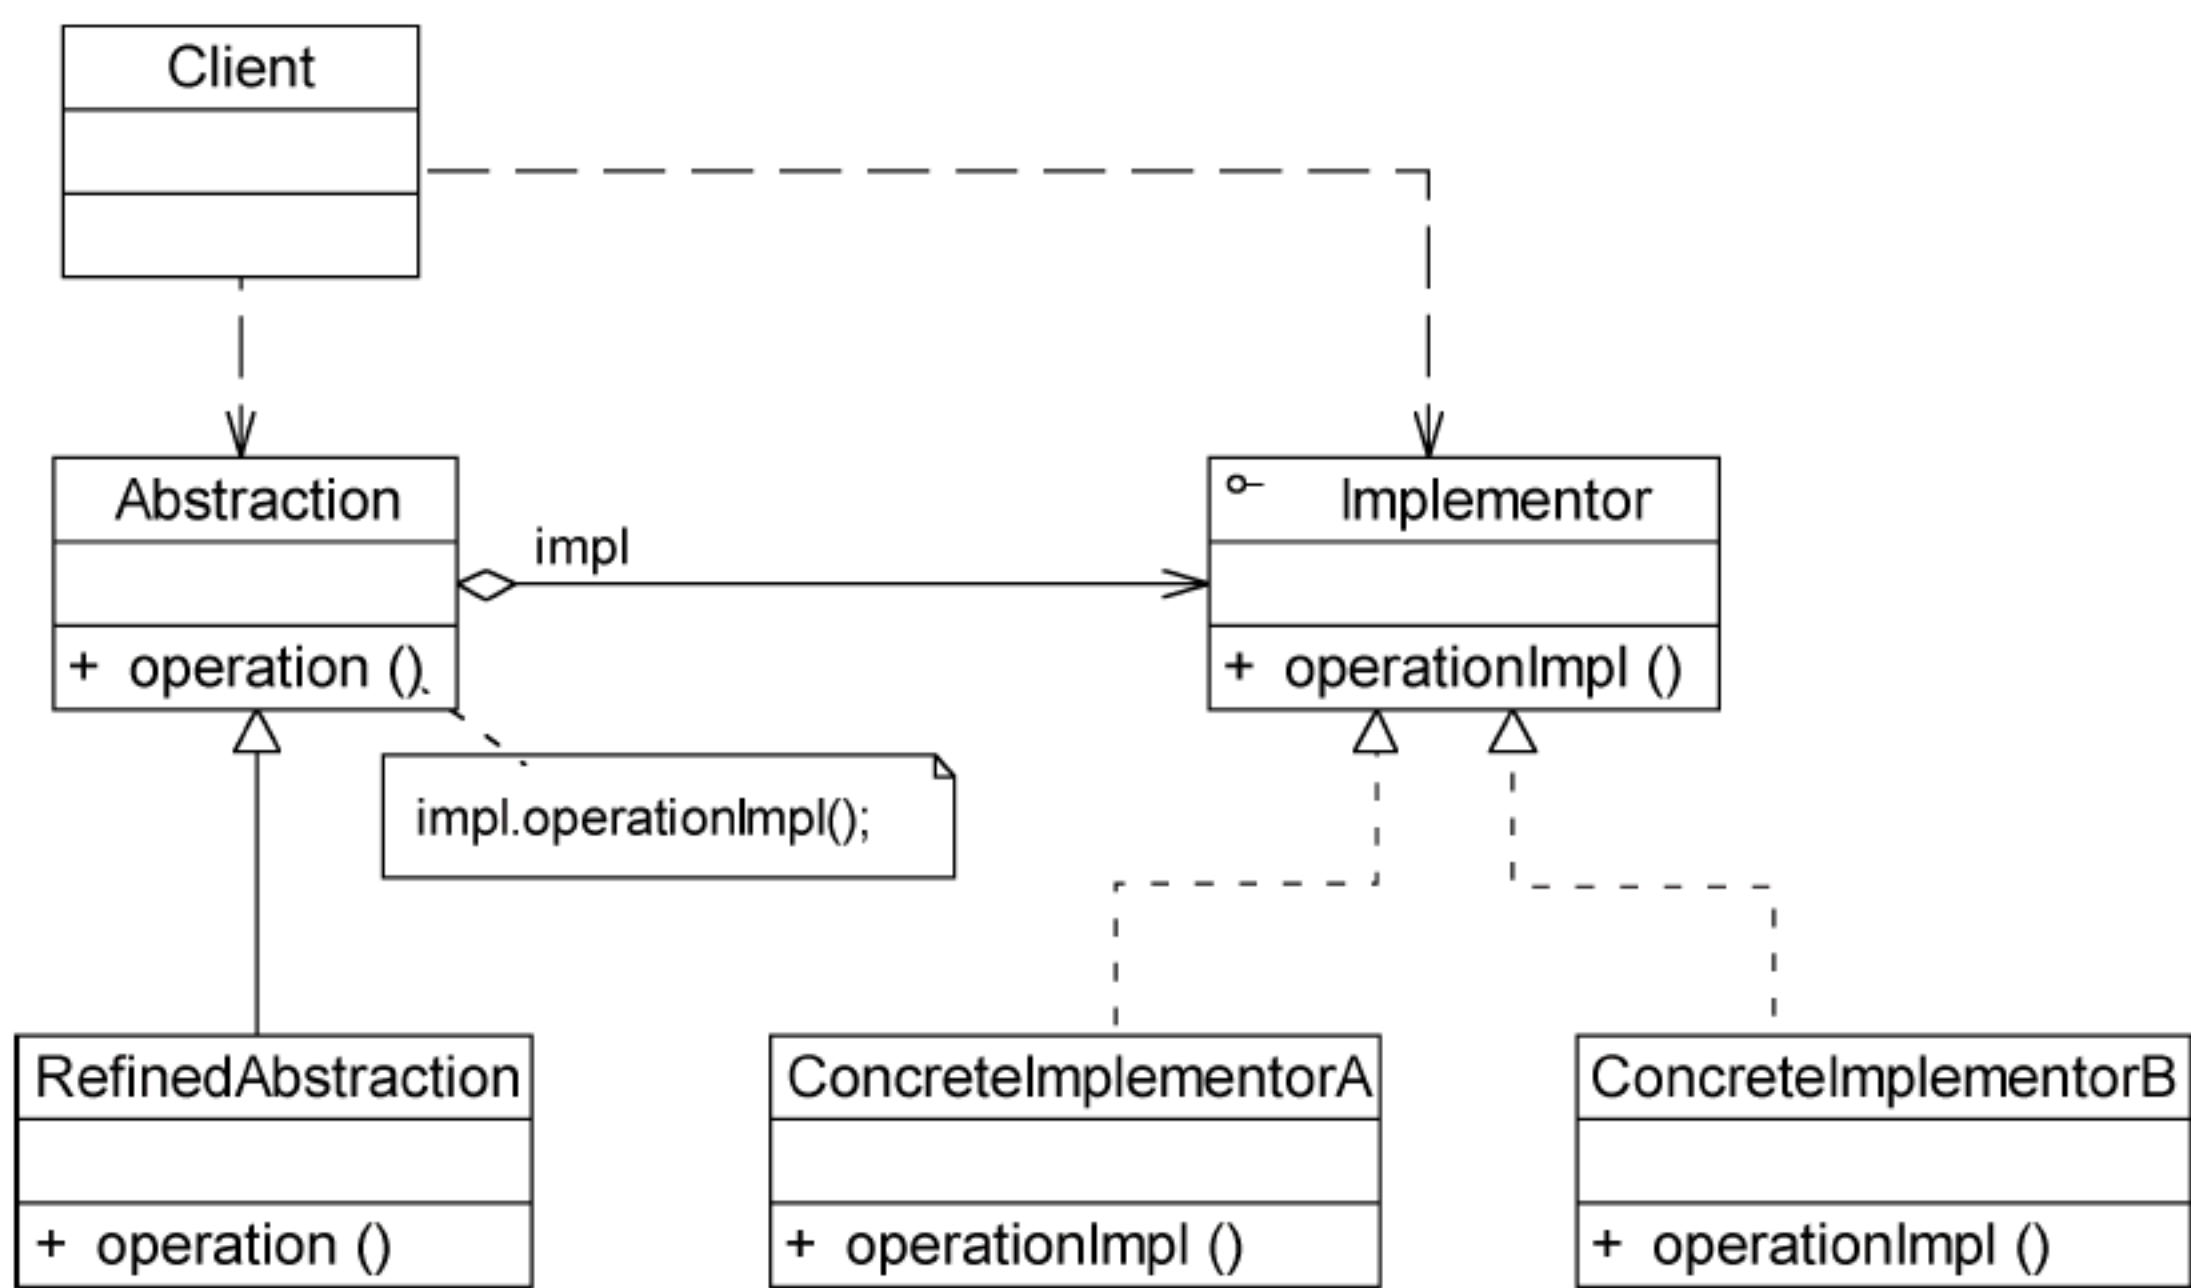 Client
Abstraction
impl
Implementor
+ operation ()
+ operationImpl ()
impl.operationImpl();
RefinedAbstraction
ConcreteImplementorA
ConcreteImplementorB
+ operation ()
+ operationImpl ()
+ operationImpl ()